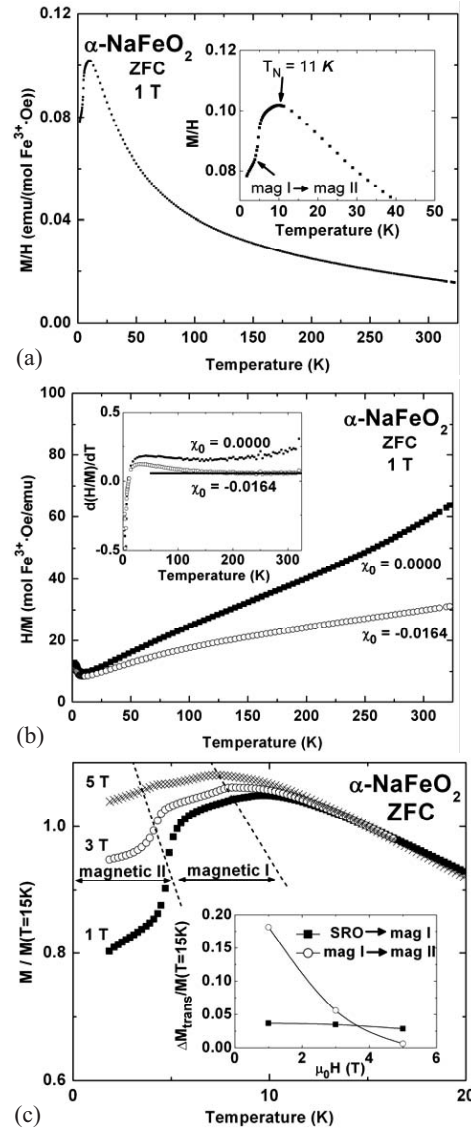 α-NaFeO2
ZFC
1 T
TN = 11 K
mag I → mag II
M/H
0.10
0.08
0 10 20 30 40 50
Temperature (K)
M/H (emu/(mol Fe3+·Oe))
0.12
0.08
0.04
0.00
0 50 100 150 200 250 300
Temperature (K)
(a)
α-NaFeO2
ZFC
1 T
d(H/M)/dT
0.5
0.0
-0.5
χ0 = 0.0000
χ0 = -0.0164
0 100 200 300
Temperature (K)
H/M (mol Fe3+·Oe/emu)
100
80
60
40
20
0
χ0 = 0.0000
χ0 = -0.0164
0 50 100 150 200 250 300
Temperature (K)
(b)
α-NaFeO2
ZFC
5 T
3 T
1 T
magnetic II
magnetic I
M / M(T=15K)
1.0
0.8
0.6
ΔMtrans/M(T=15K)
0.20
0.15
0.10
0.05
0.00
SRO → mag I
mag I → mag II
0 2 4 6
μ0H (T)
0 5 10 15 20
Temperature (K)
(c)